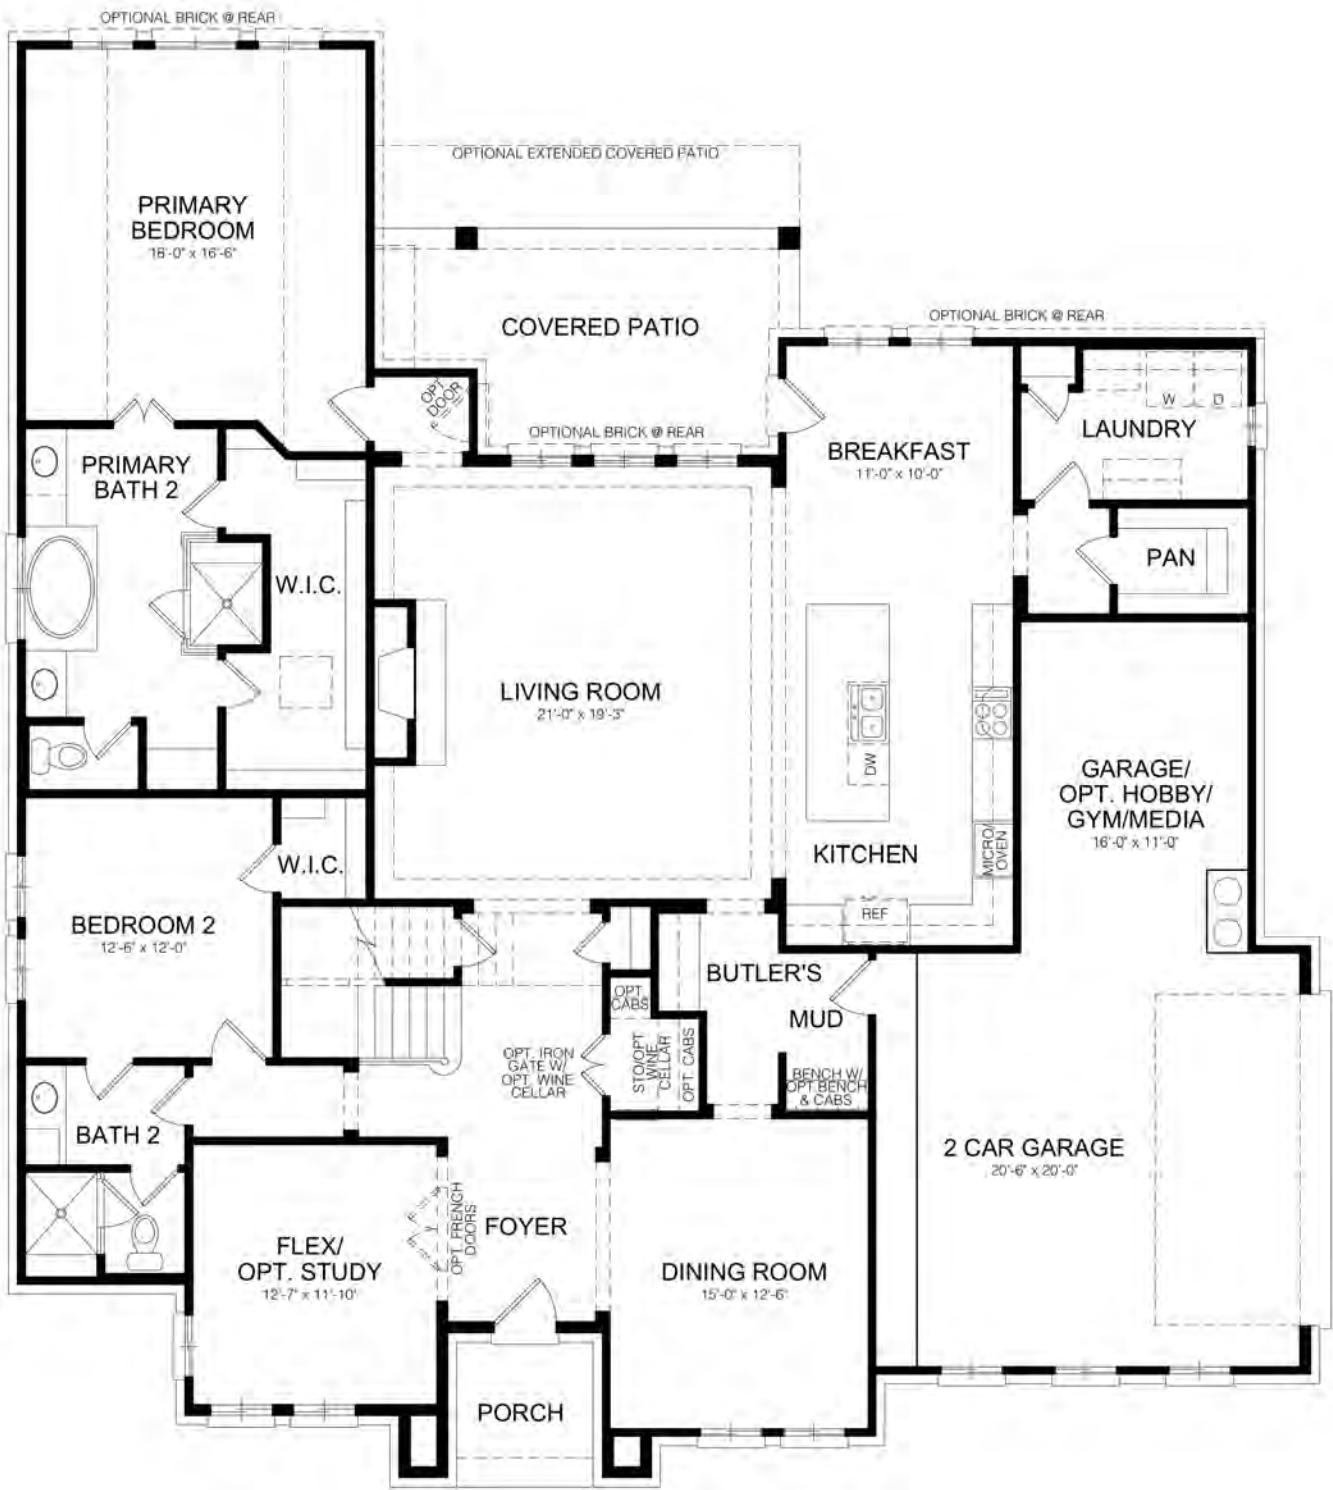 OPTIONAL BRICK @ REAR
OPTIONAL EXTENDED COVERED PATIO
PRIMARY
BEDROOM
18'-0" x 16'-6"
COVERED PATIO
OPTIONAL BRICK @ REAR
OPT.
DOOR
OPTIONAL BRICK @ REAR
W
D
LAUNDRY
BREAKFAST
11'-0" x 10'-0"
PRIMARY
BATH 2
PAN
W.I.C.
LIVING ROOM
21'-0" x 19'-3"
DW
GARAGE/
OPT. HOBBY/
GYM/MEDIA
16'-0" x 11'-0"
MICRO/
OVEN
KITCHEN
REF
W.I.C.
BEDROOM 2
12'-6" x 12'-0"
BUTLER'S
MUD
OPT.
CABS
STO/OPT
WINE
CELLAR
OPT. CABS
OPT. IRON
GATE W/
OPT. WINE
CELLAR
BENCH W/
OPT BENCH
& CABS
BATH 2
2 CAR GARAGE
20'-6" x 20'-0"
OPT. FRENCH
DOORS
FOYER
FLEX/
OPT. STUDY
12'-7" x 11'-10"
DINING ROOM
15'-0" x 12'-6"
PORCH